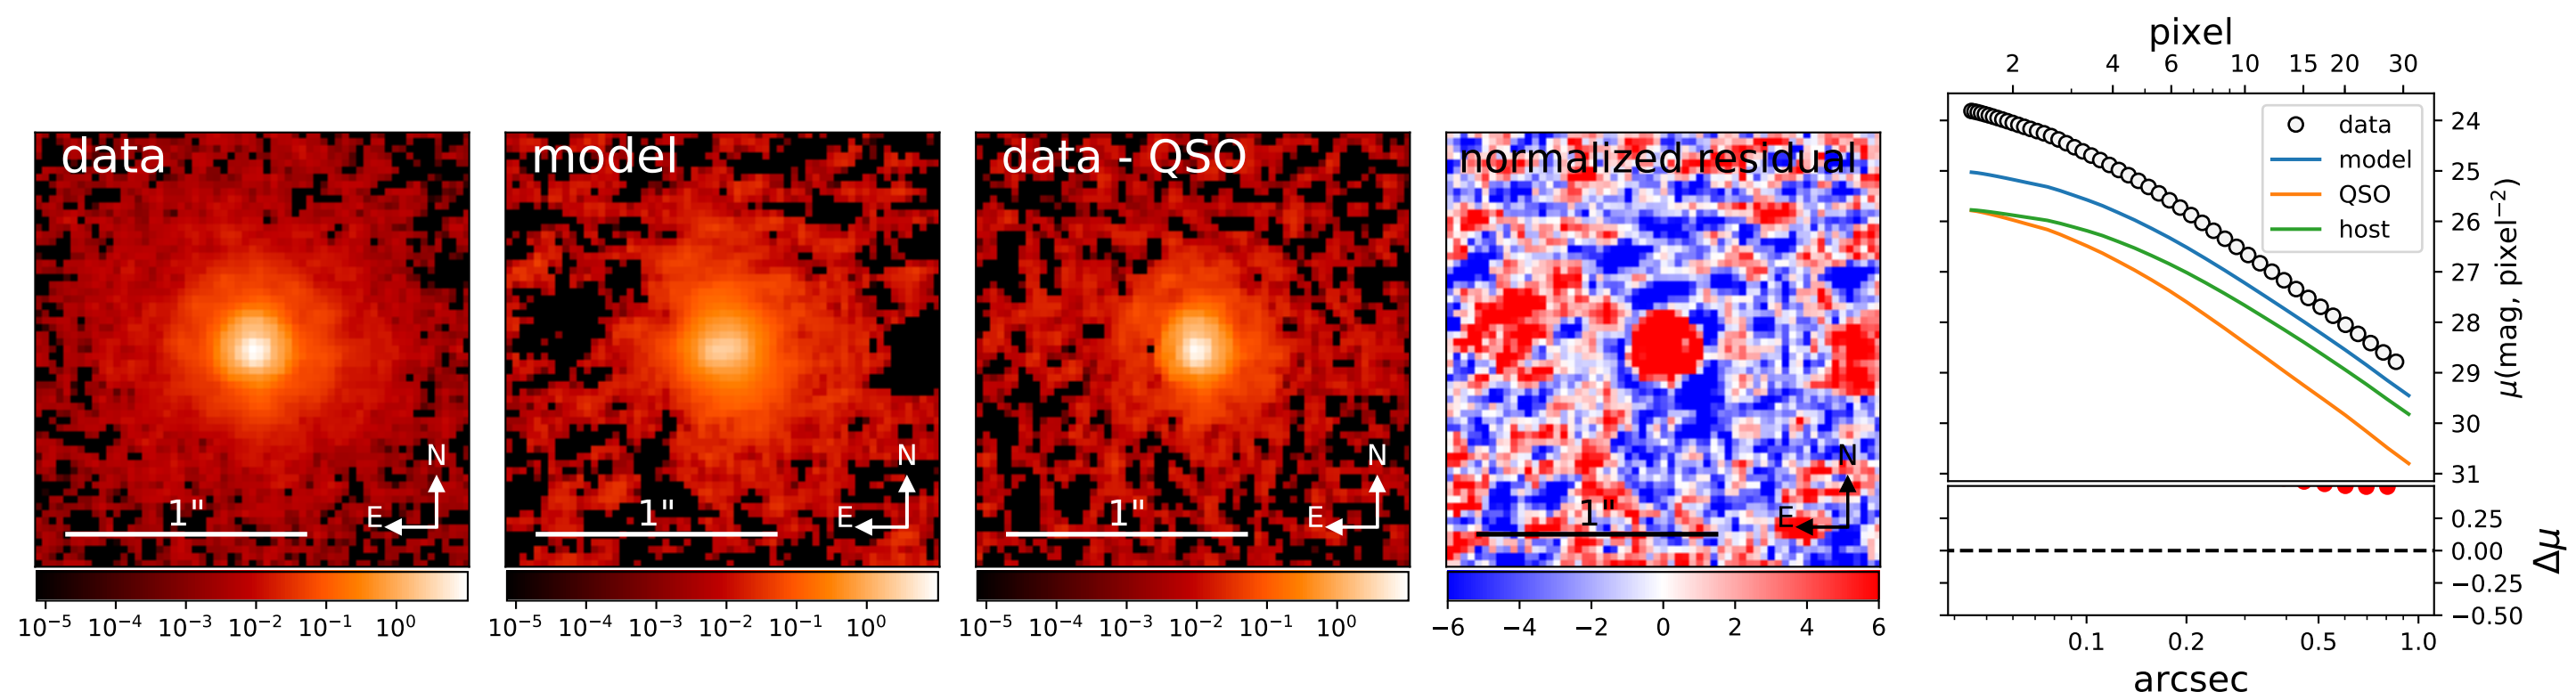 data
N
E
1"
10⁻⁵ 10⁻⁴ 10⁻³ 10⁻² 10⁻¹ 10⁰
model
N
E
1"
10⁻⁵ 10⁻⁴ 10⁻³ 10⁻² 10⁻¹ 10⁰
data - QSO
N
E
1"
10⁻⁵ 10⁻⁴ 10⁻³ 10⁻² 10⁻¹ 10⁰
normalized residual
N
E
1"
−6 −4 −2 0 2 4 6
pixel
2 4 6 10 15 20 30
data
model
QSO
host
24
25
26
27
28
29
30
31
μ(mag, pixel⁻²)
0.25
0.00
−0.25
−0.50
Δμ
0.1 0.2 0.5 1.0
arcsec